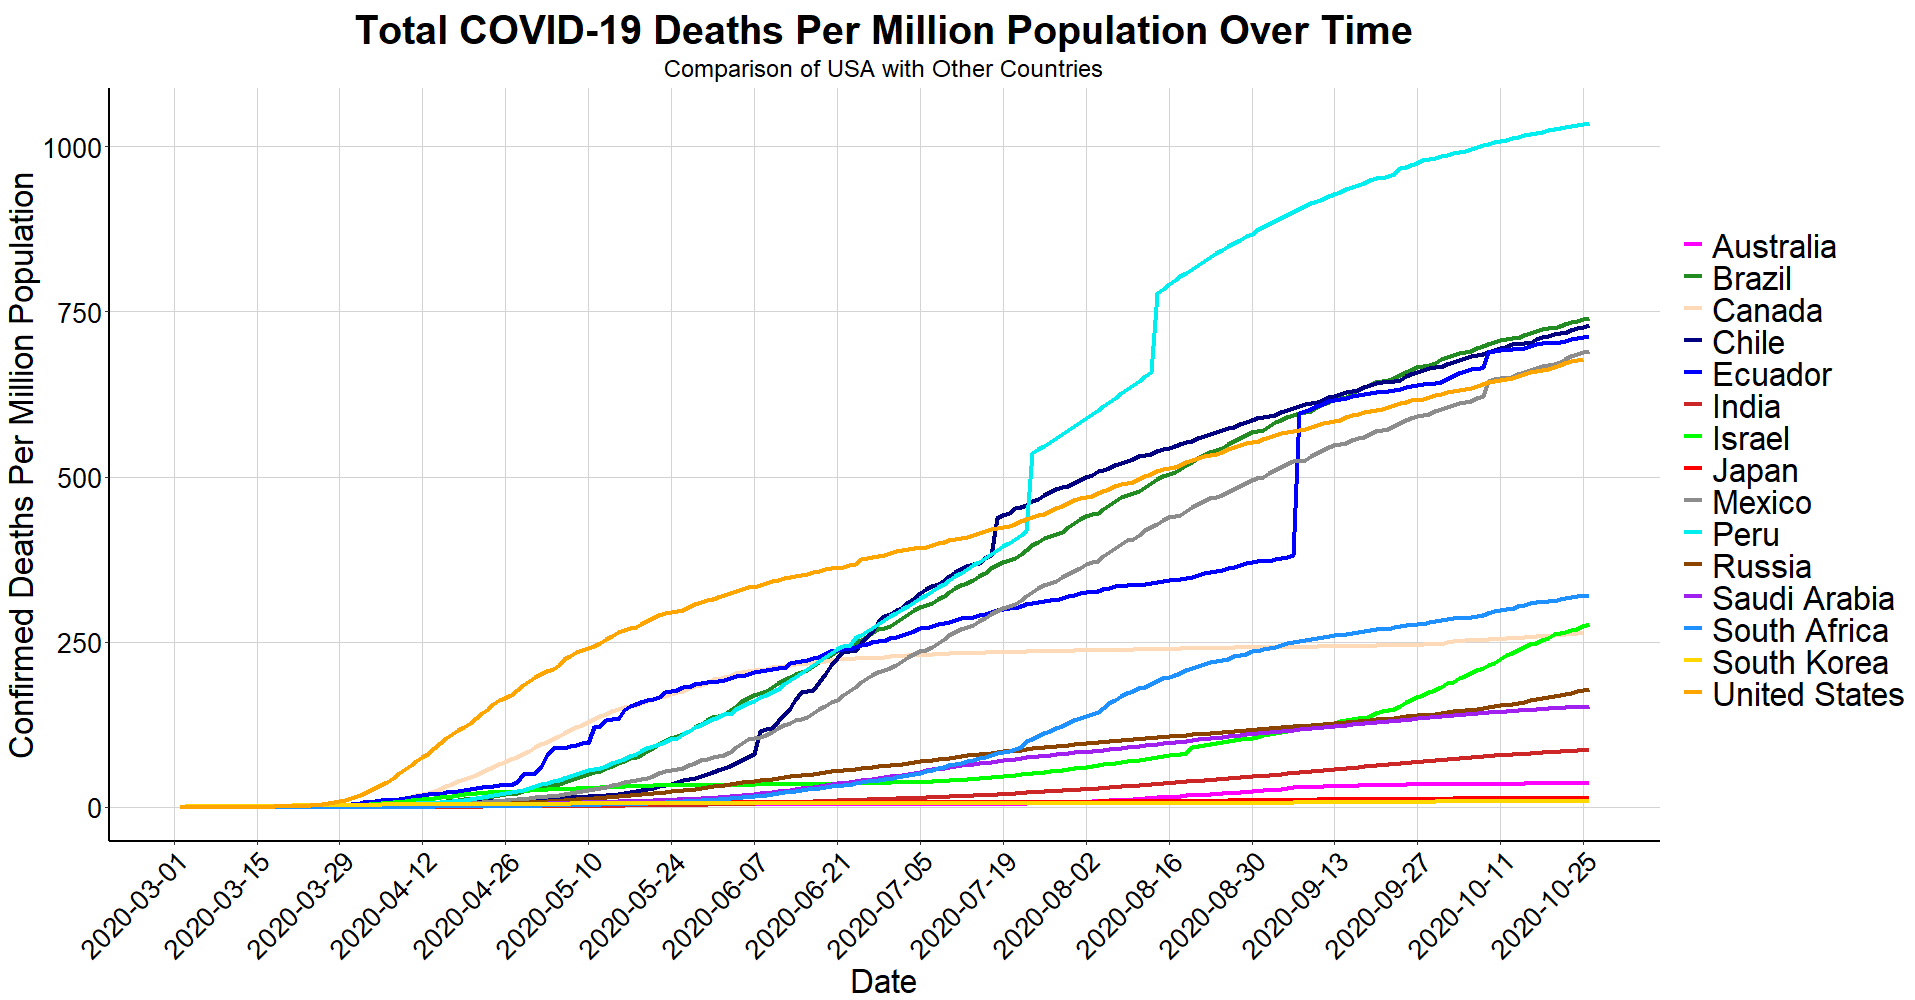 Total COVID-19 Deaths Per Million Population Over Time
Comparison of USA with Other Countries
Confirmed Deaths Per Million Population
1000
750
500
250
0
2020-03-01
2020-03-15
2020-03-29
2020-04-12
2020-04-26
2020-05-10
2020-05-24
2020-06-07
2020-06-21
2020-07-05
2020-07-19
2020-08-02
2020-08-16
2020-08-30
2020-09-13
2020-09-27
2020-10-11
2020-10-25
Date
Australia
Brazil
Canada
Chile
Ecuador
India
Israel
Japan
Mexico
Peru
Russia
Saudi Arabia
South Africa
South Korea
United States